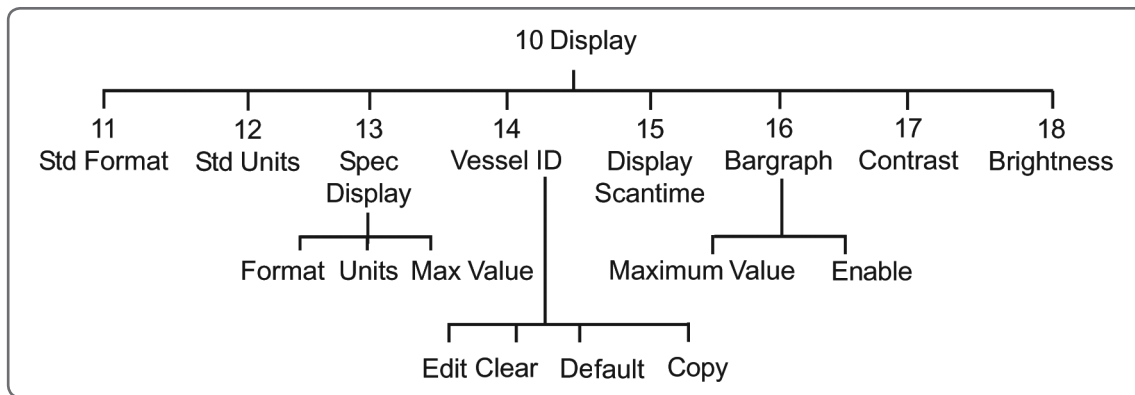 10 Display
11 12 13 14 15 16 17 18
Std Format Std Units Spec Vessel ID Display Bargraph Contrast Brightness
Display Scantime
Format Units Max Value Maximum Value Enable
Edit Clear Default Copy